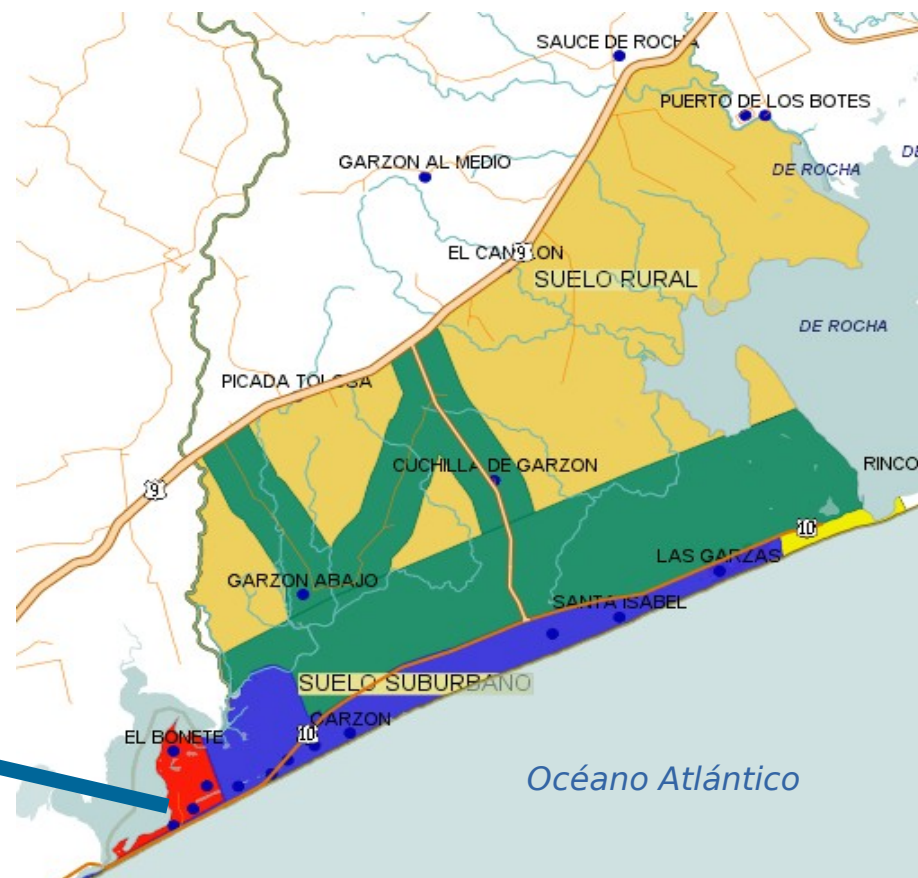 SAUCE DE ROCHA
PUERTO DE LOS BOTES
DE
GARZON AL MEDIO
DE ROCHA
EL CANELON
9
SUELO RURAL
DE ROCHA
PICADA TOLOSA
CUCHILLA DE GARZON
RINCO
9
10
LAS GARZAS
GARZON ABAJO
SANTA ISABEL
SUELO SUBURBANO
GARZON
10
EL BONETE
Océano Atlántico